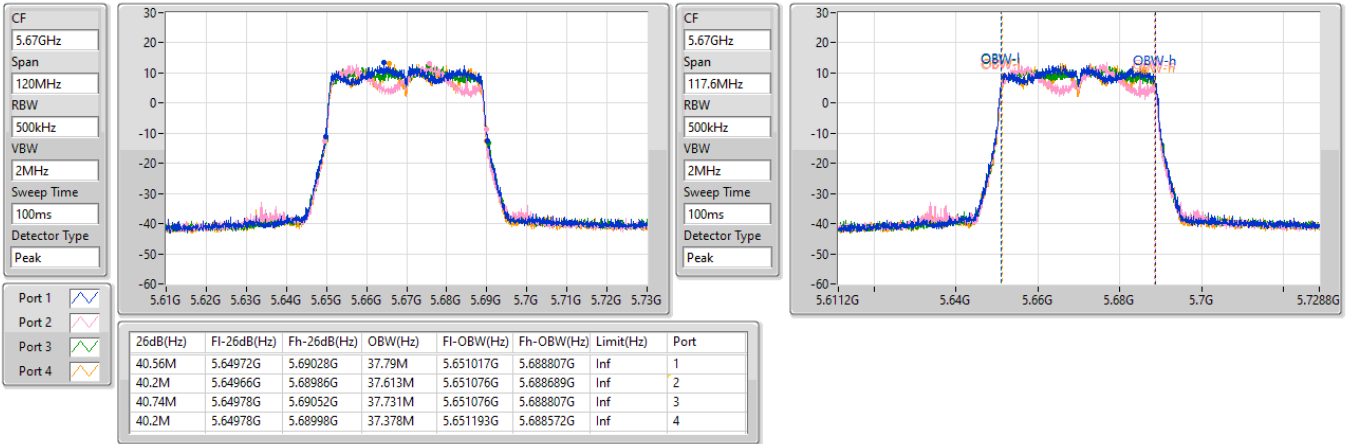 CF
5.67GHz
Span
120MHz
RBW
500kHz
VBW
2MHz
Sweep Time
100ms
Detector Type
Peak
30
20
10
0
-10
-20
-30
-40
-50
-60
5.61G 5.62G 5.63G 5.64G 5.65G 5.66G 5.67G 5.68G 5.69G 5.7G 5.71G 5.72G 5.73G
CF
5.67GHz
Span
117.6MHz
RBW
500kHz
VBW
2MHz
Sweep Time
100ms
Detector Type
Peak
30
20
10
0
-10
-20
-30
-40
-50
-60
OBW-l
OBW-h
5.6112G 5.64G 5.66G 5.68G 5.7G 5.7288G
Port 1
Port 2
Port 3
Port 4
26dB(Hz) Fl-26dB(Hz) Fh-26dB(Hz) OBW(Hz) Fl-OBW(Hz) Fh-OBW(Hz) Limit(Hz) Port
40.56M 5.64972G 5.69028G 37.79M 5.651017G 5.688807G Inf 1
40.2M 5.64966G 5.68986G 37.613M 5.651076G 5.688689G Inf 2
40.74M 5.64978G 5.69052G 37.731M 5.651076G 5.688807G Inf 3
40.2M 5.64978G 5.68998G 37.378M 5.651193G 5.688572G Inf 4